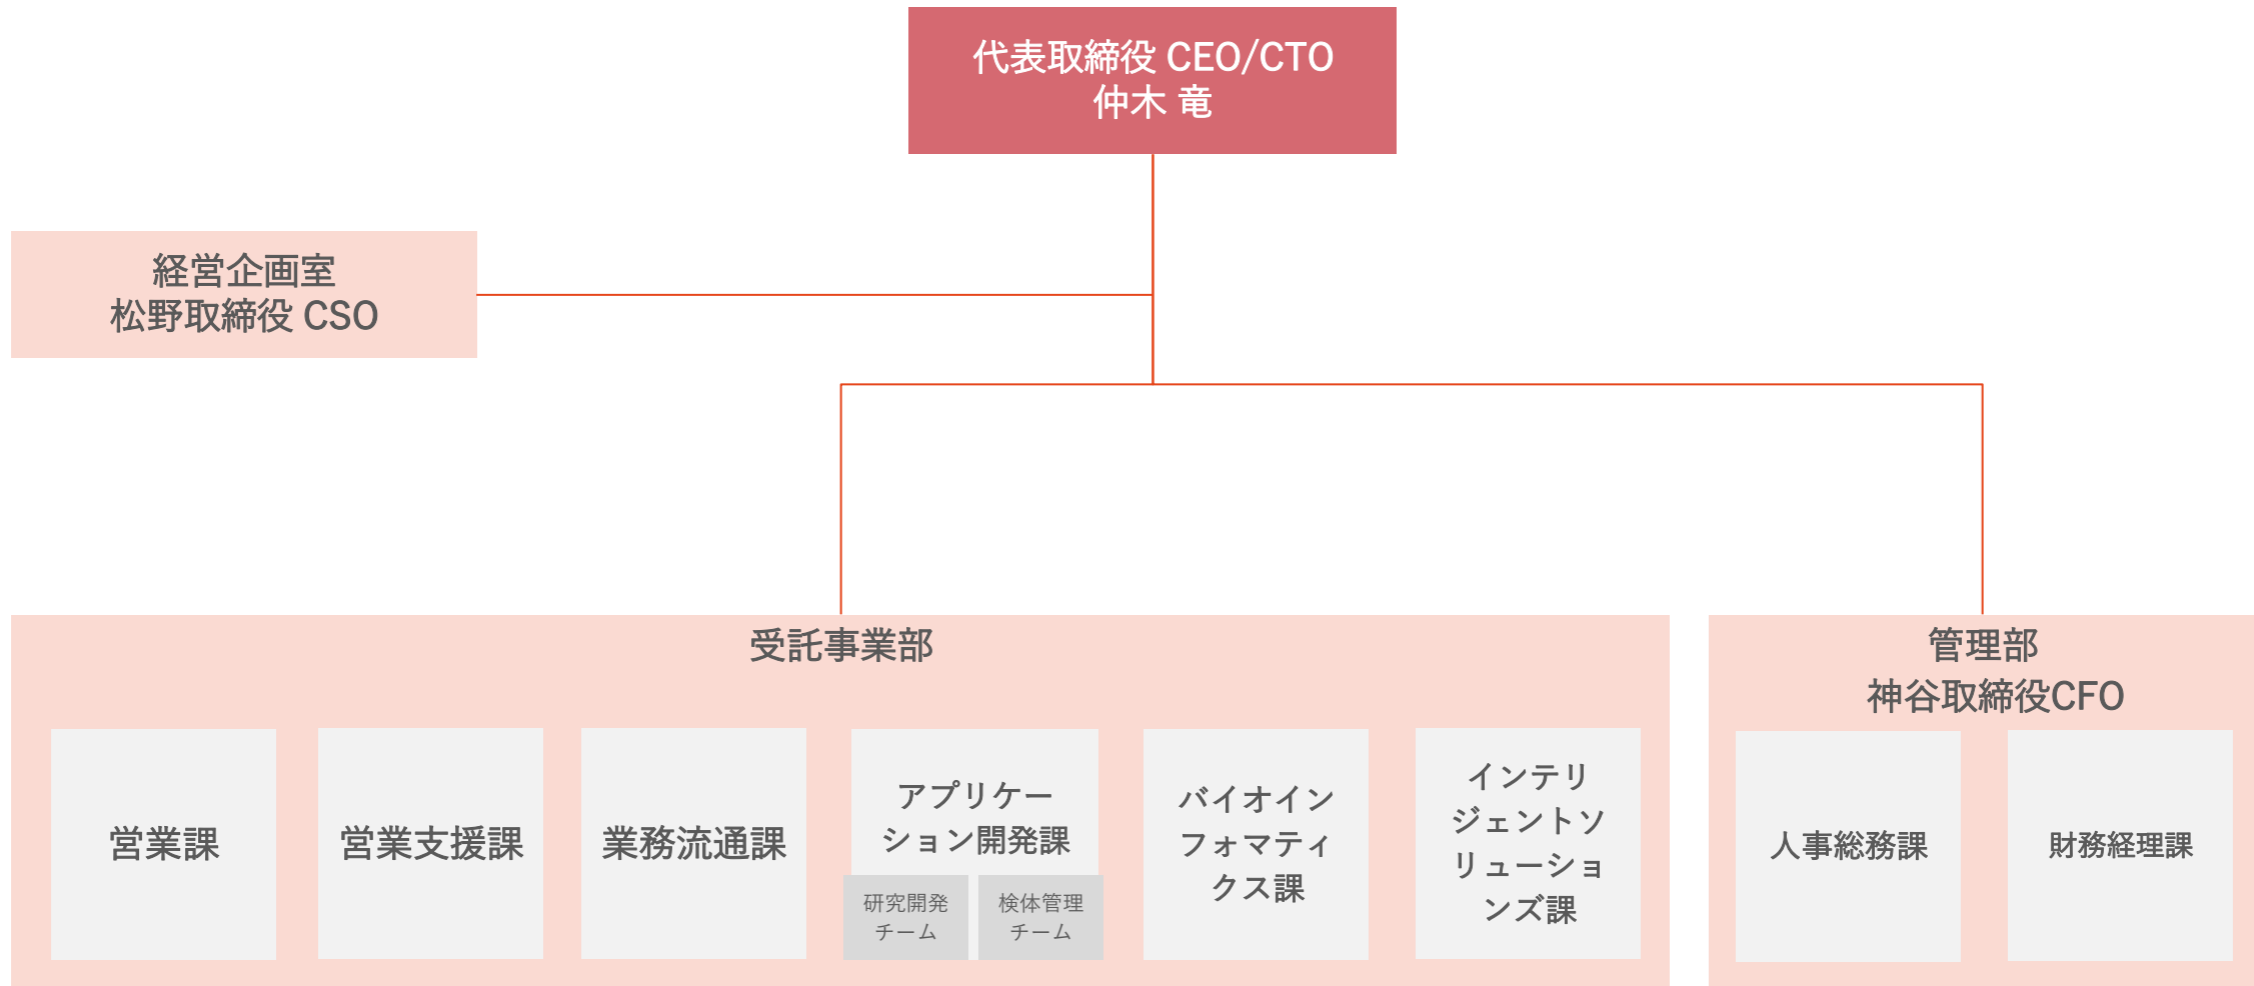 代表取締役 CEO/CTO
仲木 竜
経営企画室
松野取締役 CSO
受託事業部
営業課
営業支援課
業務流通課
アプリケー
ション開発課
研究開発
チーム
検体管理
チーム
バイオイン
フォマティ
クス課
インテリ
ジェントソ
リューショ
ンズ課
管理部
神谷取締役CFO
人事総務課
財務経理課